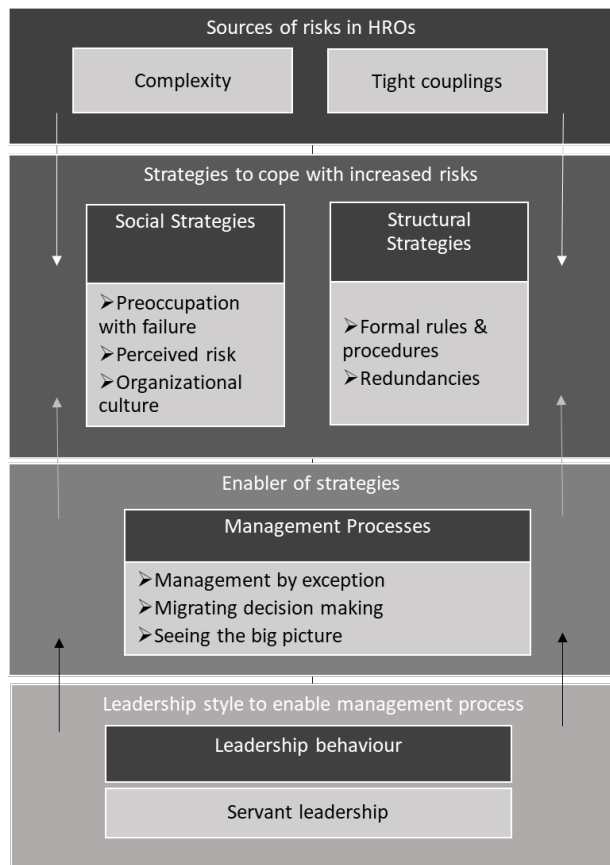 Sources of risks in HROs
Complexity
Tight couplings
Strategies to cope with increased risks
Social Strategies
➢Preoccupation
with failure
➢Perceived risk
➢Organizational
culture
Structural
Strategies
➢Formal rules &
procedures
➢Redundancies
Enabler of strategies
Management Processes
➢Management by exception
➢Migrating decision making
➢Seeing the big picture
Leadership style to enable management process
Leadership behaviour
Servant leadership